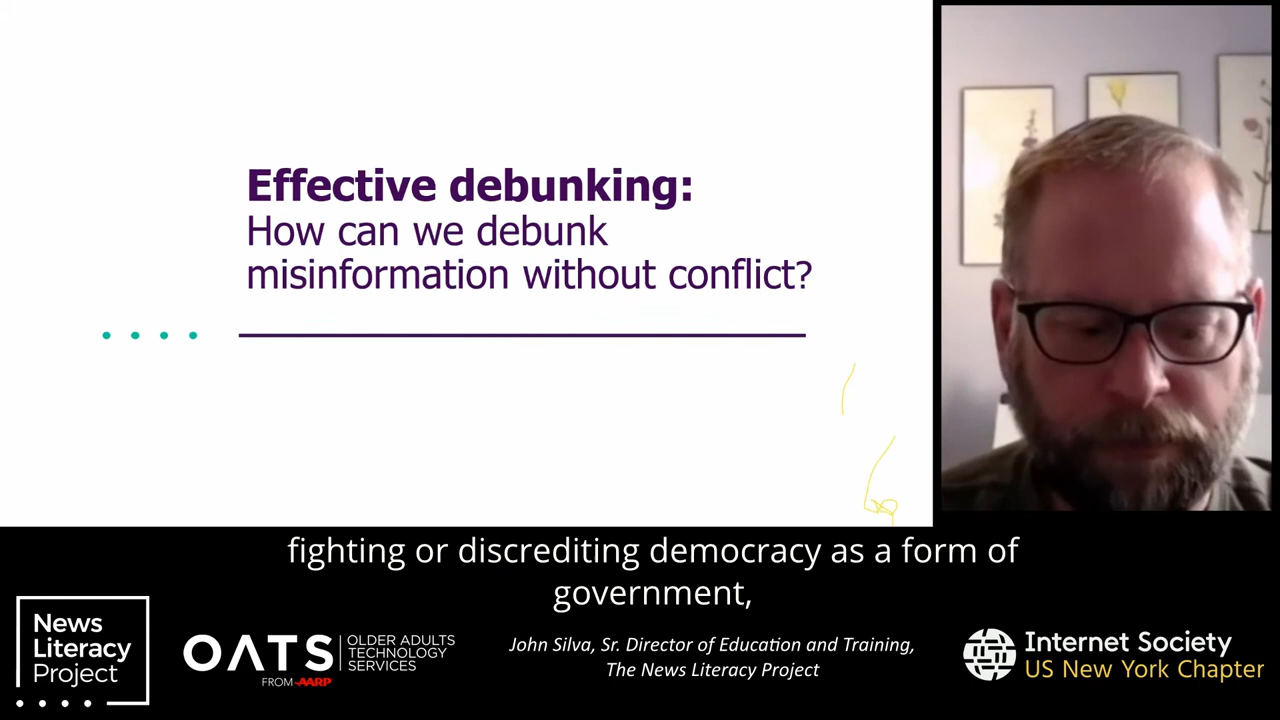 Effective debunking:
How can we debunk
misinformation without conflict?
fighting or discrediting democracy as a form of
government,
News
Literacy
Project
OATS
OLDER ADULTS
TECHNOLOGY
SERVICES
FROM AARP
John Silva, Sr. Director of Education and Training,
The News Literacy Project
Internet Society
US New York Chapter